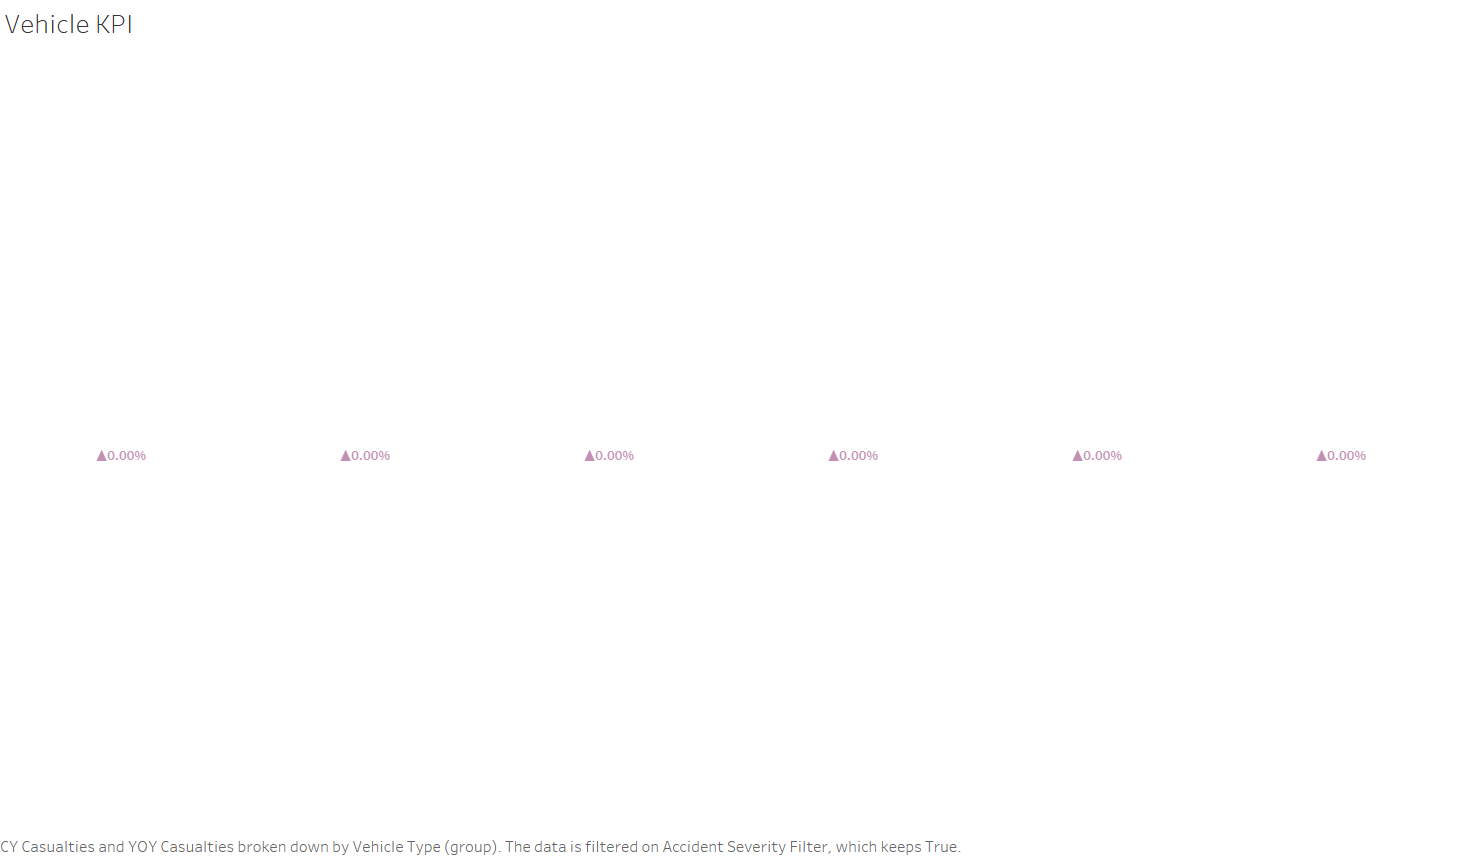 Vehicle KPI
▲0.00% ▲0.00% ▲0.00% ▲0.00% ▲0.00% ▲0.00%
CY Casualties and YOY Casualties broken down by Vehicle Type (group). The data is filtered on Accident Severity Filter, which keeps True.